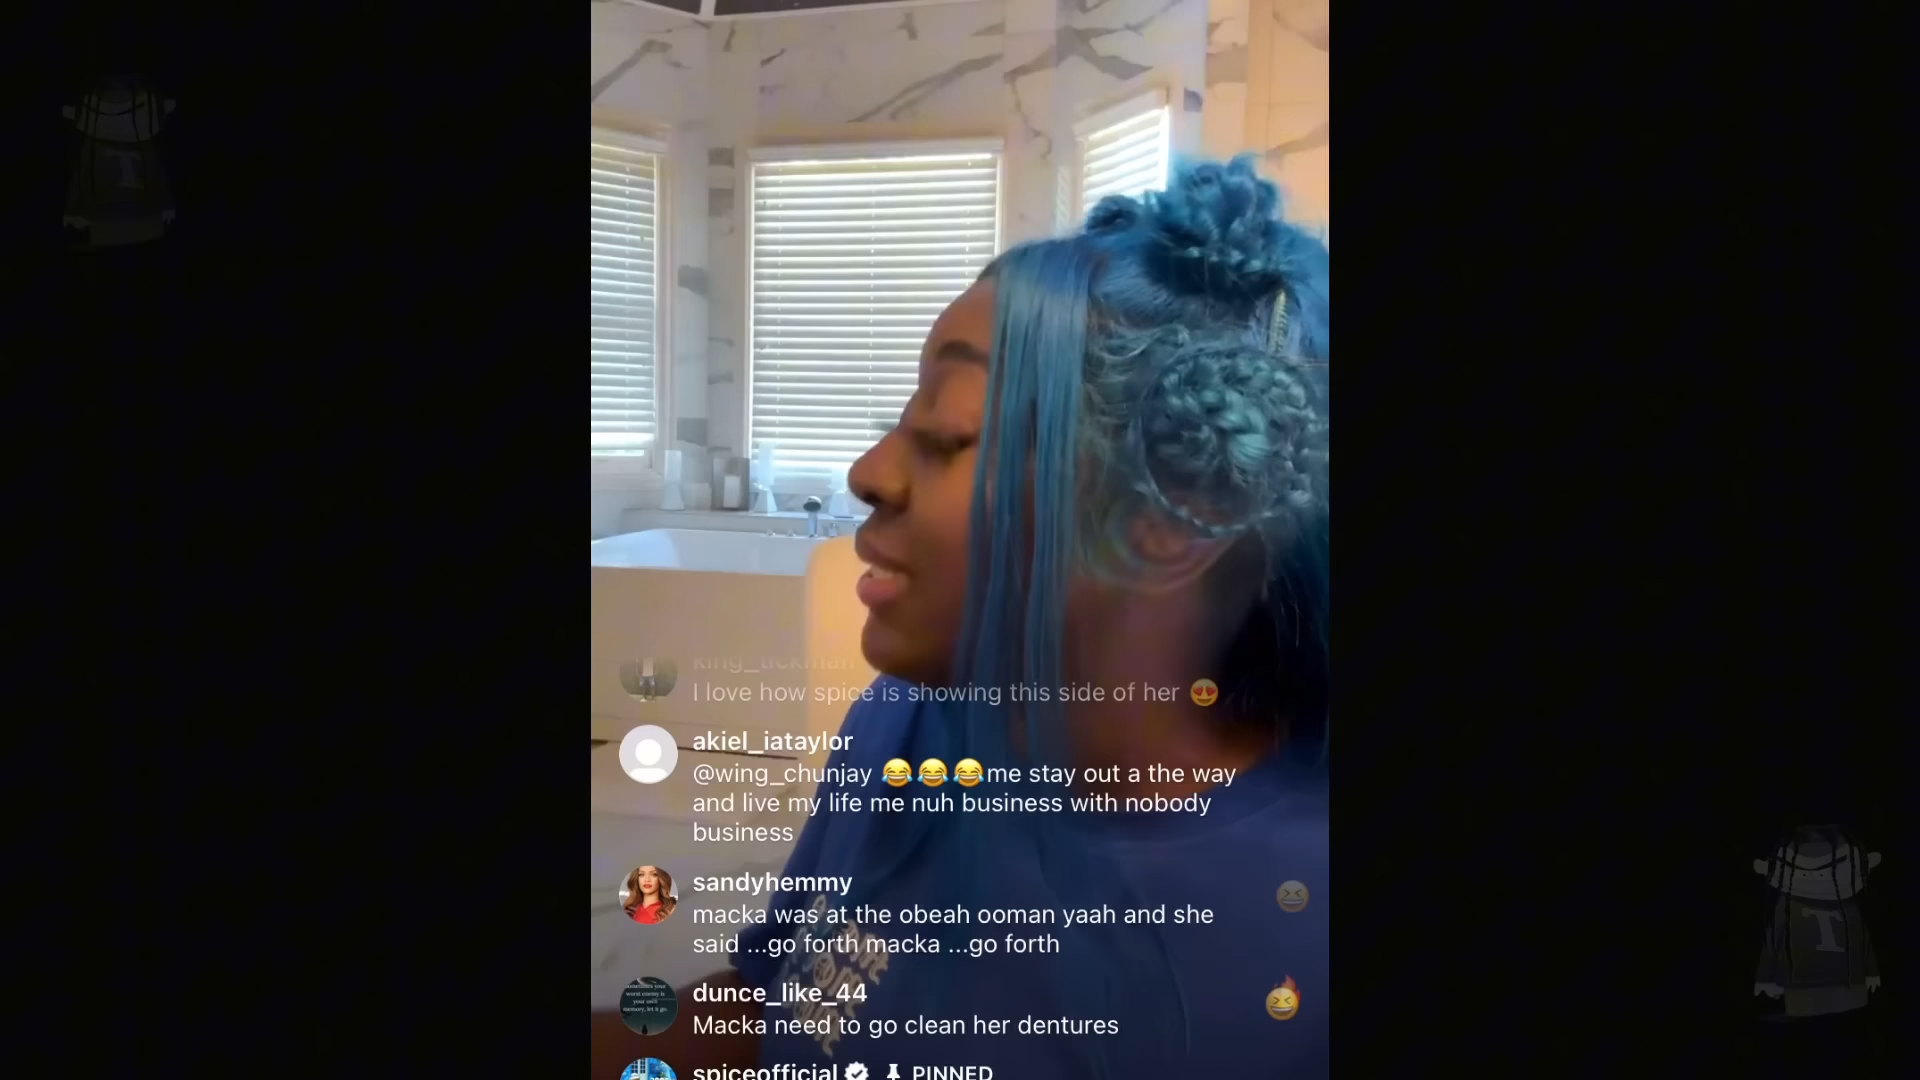 king_tickman
I love how spice is showing this side of her 😍
akiel_iataylor
@wing_chunjay 😂😂😂me stay out a the way
and live my life me nuh business with nobody
business
sandyhemmy
macka was at the obeah ooman yaah and she
said ...go forth macka ...go forth
dunce_like_44
Macka need to go clean her dentures
spiceofficial PINNED
T
T